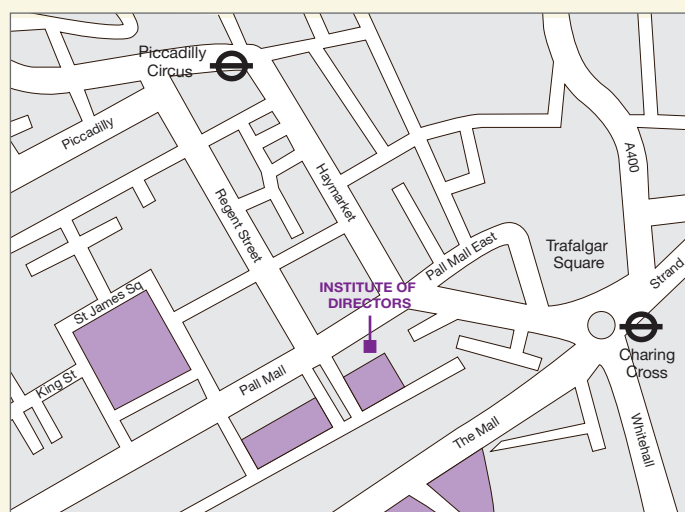 Piccadilly
Circus
Piccadilly
A400
Haymarket
Regent Street
Pall Mall East
Trafalgar
Square
Strand
INSTITUTE OF
DIRECTORS
St James Sq
Charing
Cross
King St
Pall Mall
The Mall
Whitehall